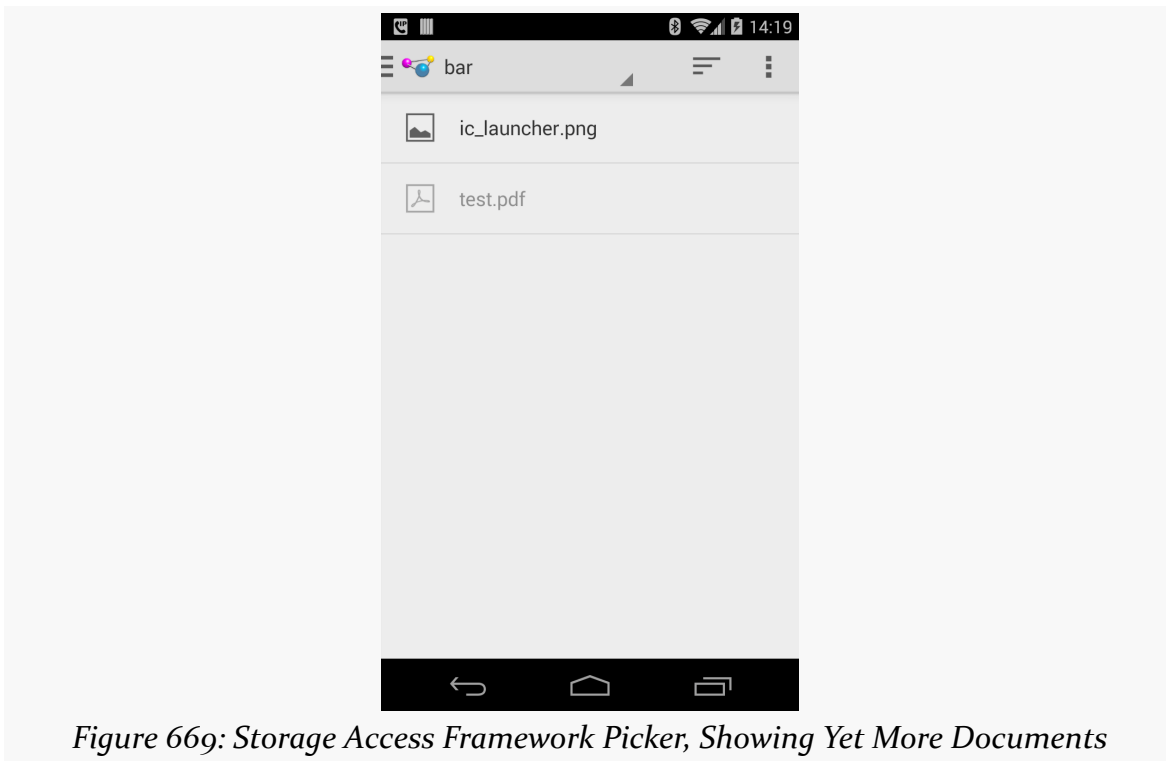 14:19
bar
ic_launcher.png
test.pdf
Figure 669: Storage Access Framework Picker, Showing Yet More Documents